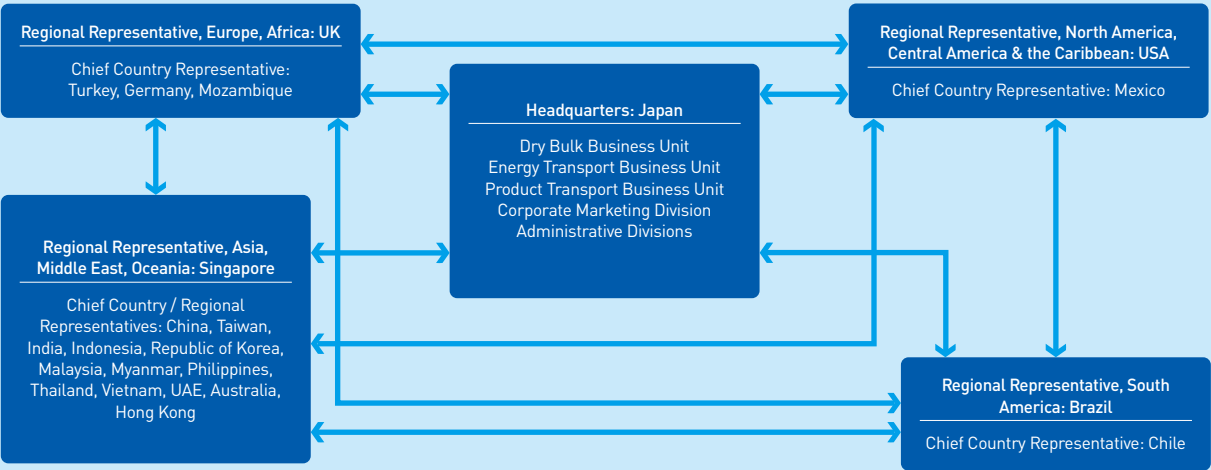 Regional Representative, Europe, Africa: UK
Chief Country Representative:
Turkey, Germany, Mozambique
Regional Representative, North America,
Central America & the Caribbean: USA
Chief Country Representative: Mexico
Headquarters: Japan
Dry Bulk Business Unit
Energy Transport Business Unit
Product Transport Business Unit
Corporate Marketing Division
Administrative Divisions
Regional Representative, Asia,
Middle East, Oceania: Singapore
Chief Country / Regional
Representatives: China, Taiwan,
India, Indonesia, Republic of Korea,
Malaysia, Myanmar, Philippines,
Thailand, Vietnam, UAE, Australia,
Hong Kong
Regional Representative, South
America: Brazil
Chief Country Representative: Chile